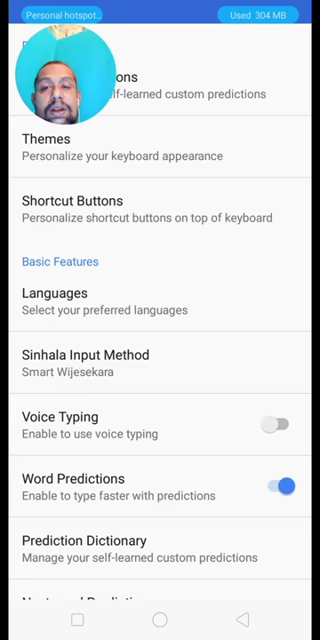 Personal hotspot... Used 304 MB
ons
lf-learned custom predictions
Themes
Personalize your keyboard appearance
Shortcut Buttons
Personalize shortcut buttons on top of keyboard
Basic Features
Languages
Select your preferred languages
Sinhala Input Method
Smart Wijesekara
Voice Typing
Enable to use voice typing
Word Predictions
Enable to type faster with predictions
Prediction Dictionary
Manage your self-learned custom predictions